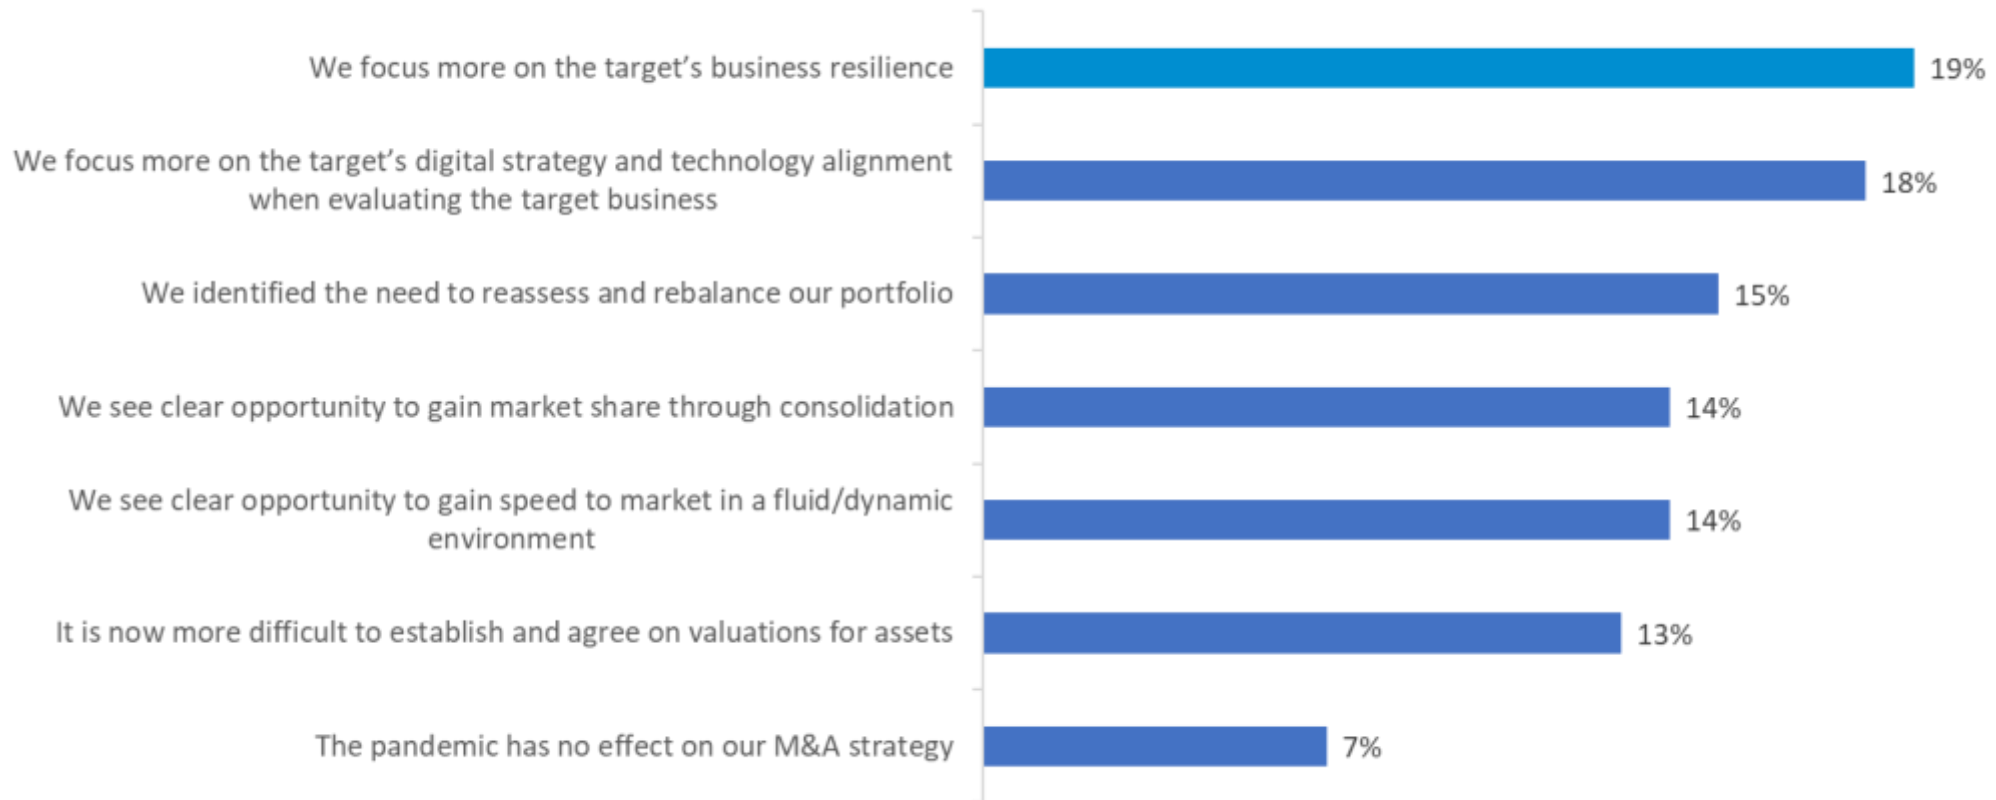 We focus more on the target’s business resilience
19%
We focus more on the target’s digital strategy and technology alignment
when evaluating the target business
18%
We identified the need to reassess and rebalance our portfolio
15%
We see clear opportunity to gain market share through consolidation
14%
We see clear opportunity to gain speed to market in a fluid/dynamic
environment
14%
It is now more difficult to establish and agree on valuations for assets
13%
The pandemic has no effect on our M&A strategy
7%